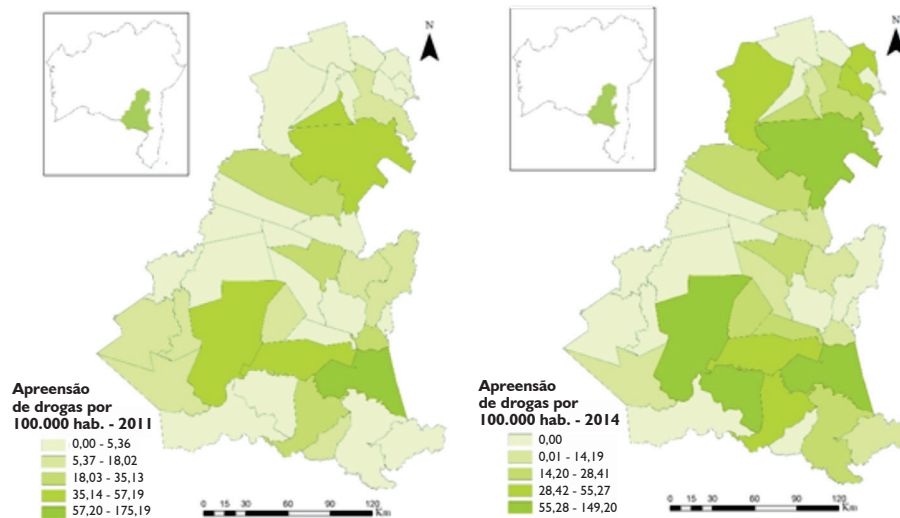 N
Apreensão
de drogas por
100.000 hab. - 2011
0,00 - 5,36
5,37 - 18,02
18,03 - 35,13
35,14 - 57,19
57,20 - 175,19
0 15 30 60 90 120
Km
N
Apreensão
de drogas por
100.000 hab. - 2014
0,00
0,01 - 14,19
14,20 - 28,41
28,42 - 55,27
55,28 - 149,20
0 15 30 60 90 120
Km